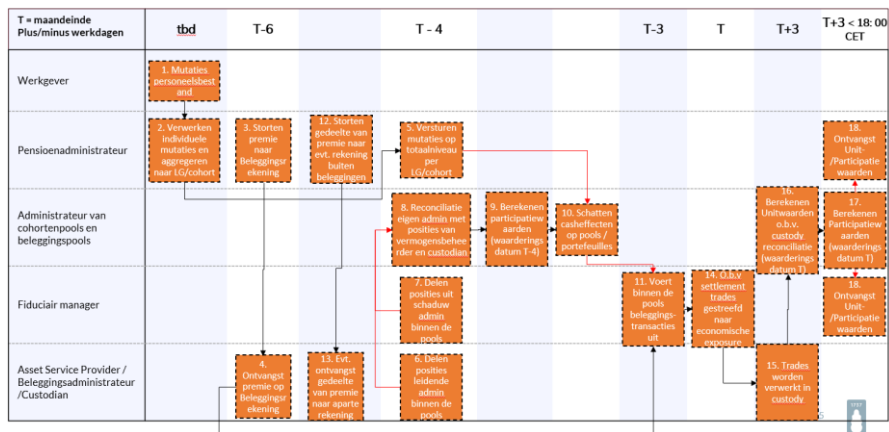 T = maandeinde
Plus/minus werkdagen
tbd
T-6
T - 4
T-3
T
T+3
T+3 < 18: 00
CET
Werkgever
1. Mutaties
personeelsbest
and
Pensioenadministrateur
2. Verwerken
individuele
mutaties en
aggregeren
naar LG/cohort
3. Storten
premie
naar
Beleggingsr
ekening
12. Storten
gedeelte van
premie naar
evt. rekening
buiten
beleggingen
5. Versturen
mutaties op
totaalniveau
per
LG/cohort
18.
Ontvangst
Unit-
/Participatie
waarden
Administrateur van
cohortenpools en
beleggingspools
8. Reconciliatie
eigen admin met
posities van
vermogensbehee
rder en custodian
9. Berekenen
participatiew
aarden
(waarderings
datum T-4)
10. Schatten
casheffecten
op pools /
portefeuilles
16.
Berekenen
Unitwaarden
o.b.v.
custody
reconciliatie
(waarderings
datum T)
17.
Berekenen
Participatiew
aarden
(waarderings
datum T)
Fiduciair manager
7. Delen
posities uit
schaduw
admin
binnen de
pools
11. Voert
binnen de
pools
beleggings-
transacties
uit
14. O.b.v
settlement
trades
gestreefd
naar
economische
exposure
18.
Ontvangst
Unit-
/Participatie
waarden
Asset Service Provider /
Beleggingsadministrateur
/Custodian
4.
Ontvangst
premie op
Beleggingsr
ekening
13. Evt.
ontvangst
gedeelte
van premie
naar aparte
rekening
6. Delen
posities
leidende
admin
binnen de
pools
15. Trades
worden
verwerkt in
custody